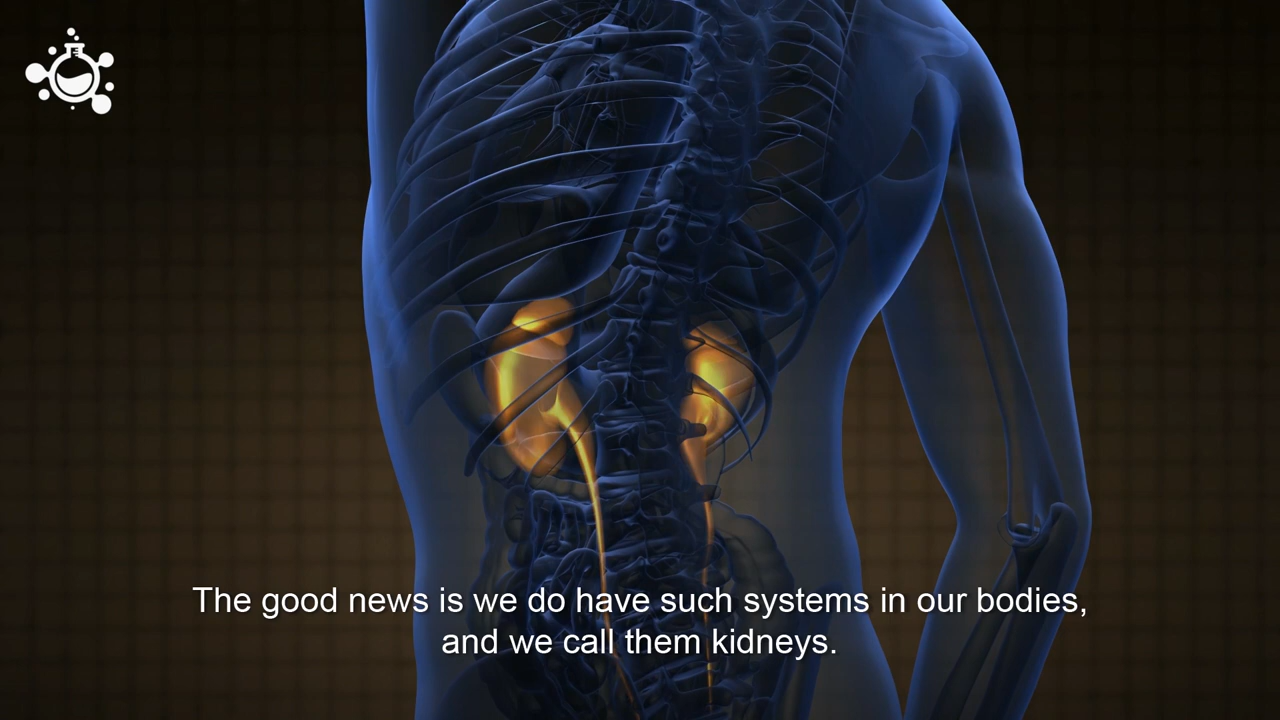 The good news is we do have such systems in our bodies,
and we call them kidneys.